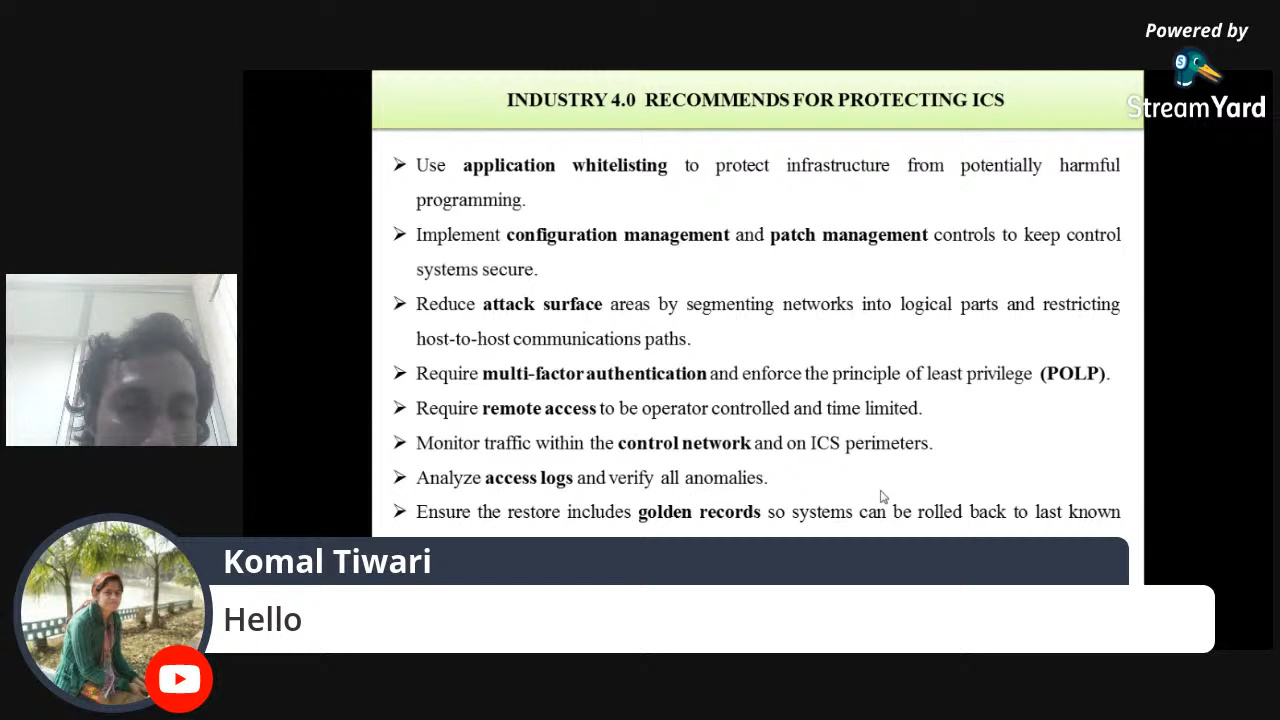 Powered by
StreamYard
INDUSTRY 4.0 RECOMMENDS FOR PROTECTING ICS
➢ Use application whitelisting to protect infrastructure from potentially harmful
programming.
➢ Implement configuration management and patch management controls to keep control
systems secure.
➢ Reduce attack surface areas by segmenting networks into logical parts and restricting
host-to-host communications paths.
➢ Require multi-factor authentication and enforce the principle of least privilege (POLP).
➢ Require remote access to be operator controlled and time limited.
➢ Monitor traffic within the control network and on ICS perimeters.
➢ Analyze access logs and verify all anomalies.
➢ Ensure the restore includes golden records so systems can be rolled back to last known
Komal Tiwari
Hello